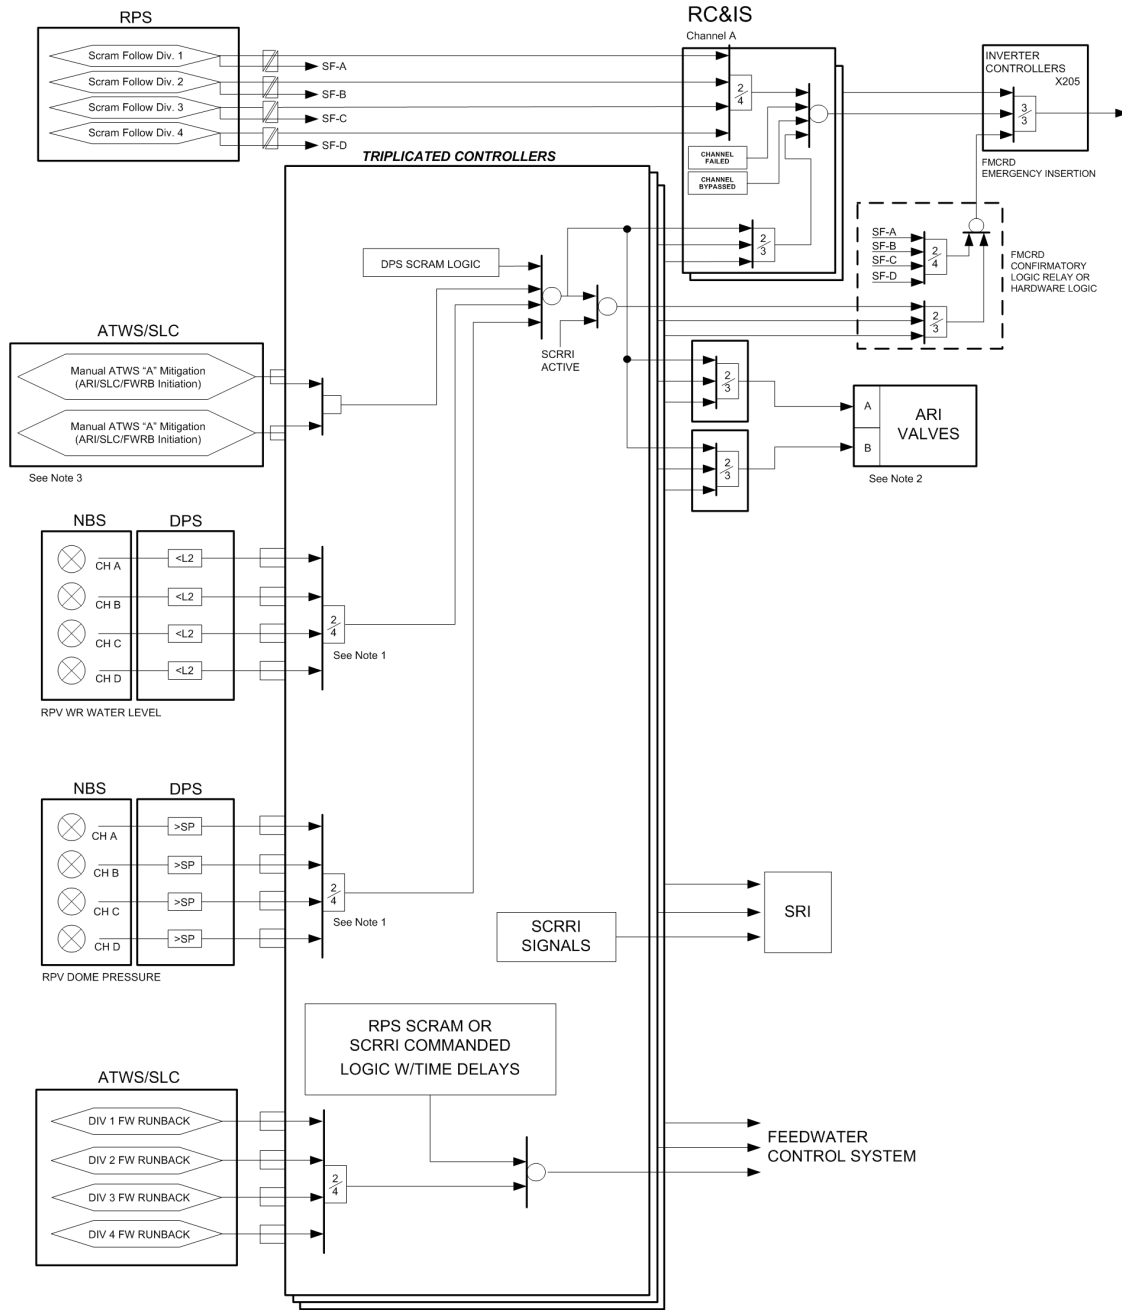 RPS
RC&IS
Channel A
Scram Follow Div. 1
Scram Follow Div. 2
Scram Follow Div. 3
Scram Follow Div. 4
SF-A
SF-B
SF-C
SF-D
2
4
CHANNEL
FAILED
CHANNEL
BYPASSED
2
3
INVERTER
CONTROLLERS
X205
3
3
FMCRD
EMERGENCY INSERTION
TRIPLICATED CONTROLLERS
DPS SCRAM LOGIC
SCRRI
ACTIVE
SF-A
SF-B
SF-C
SF-D
2
4
2
3
FMCRD
CONFIRMATORY
LOGIC RELAY OR
HARDWARE LOGIC
ATWS/SLC
Manual ATWS “A” Mitigation
(ARI/SLC/FWRB Initiation)
Manual ATWS “A” Mitigation
(ARI/SLC/FWRB Initiation)
See Note 3
2
3
2
3
A
B
ARI
VALVES
See Note 2
NBS
DPS
CH A
<L2
CH B
<L2
CH C
<L2
CH D
<L2
RPV WR WATER LEVEL
2
4
See Note 1
NBS
DPS
CH A
>SP
CH B
>SP
CH C
>SP
CH D
>SP
RPV DOME PRESSURE
2
4
See Note 1
SCRRI
SIGNALS
SRI
RPS SCRAM OR
SCRRI COMMANDED
LOGIC W/TIME DELAYS
ATWS/SLC
DIV 1 FW RUNBACK
DIV 2 FW RUNBACK
DIV 3 FW RUNBACK
DIV 4 FW RUNBACK
2
4
FEEDWATER
CONTROL SYSTEM